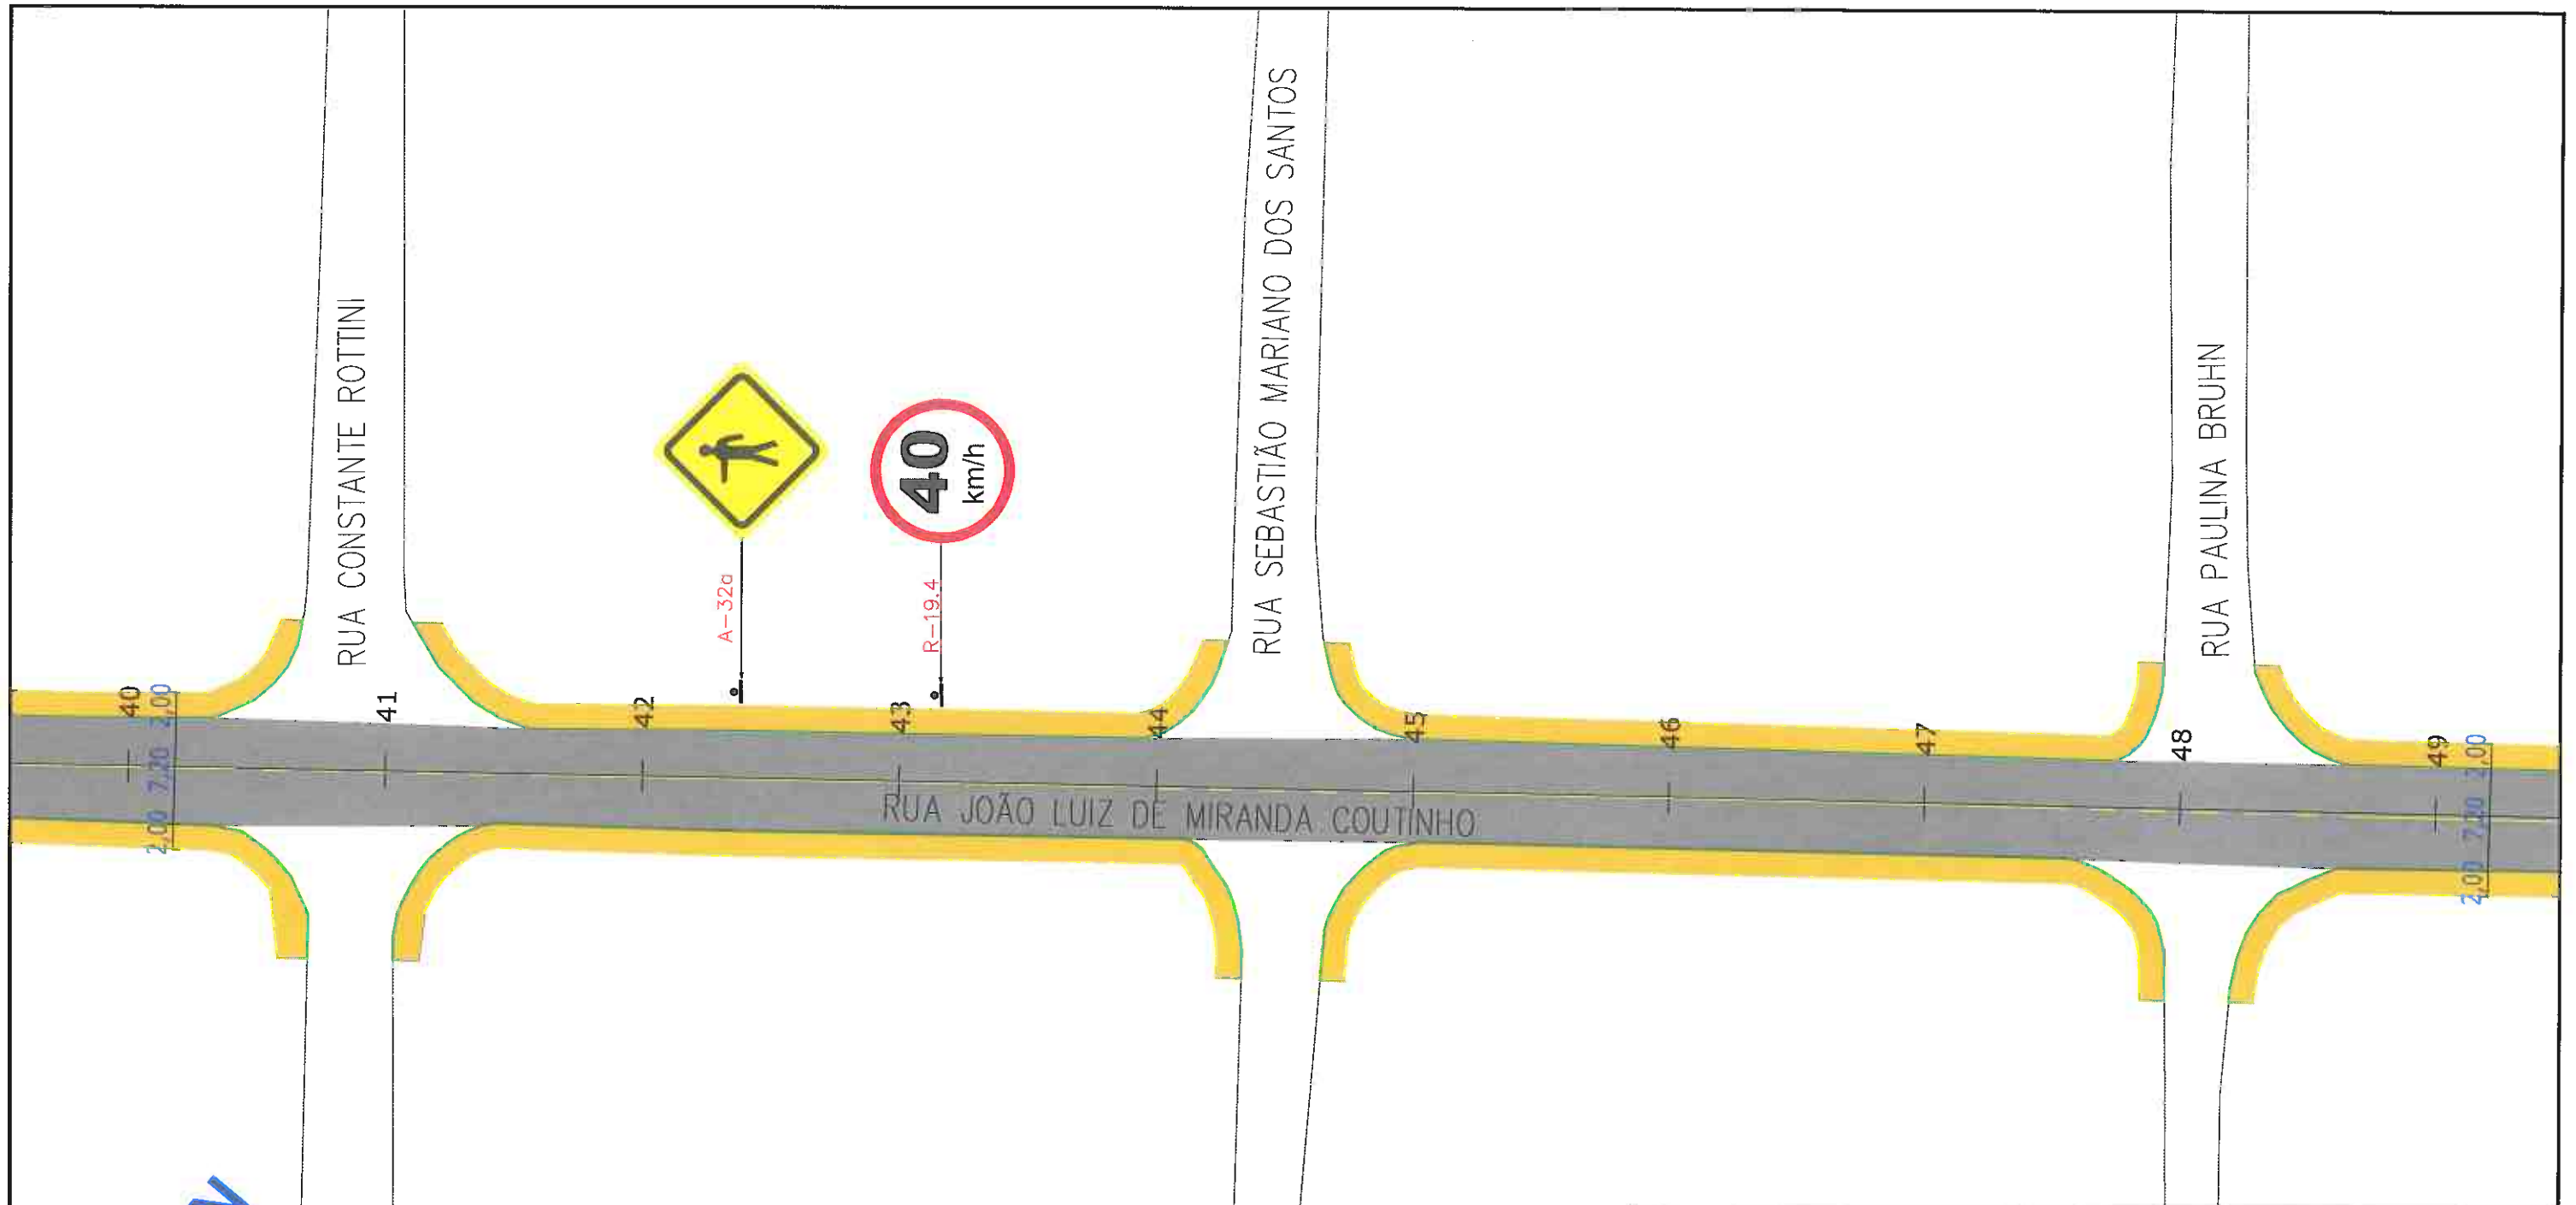 RUA CONSTANTE ROTTINI
A-32a
R-19.4
40
km/h
RUA SEBASTIÃO MARIANO DOS SANTOS
RUA PAULINA BRUHN
40
41
42
43
44
45
46
47
48
49
2,00
7,20
2,00
RUA JOÃO LUIZ DE MIRANDA COUTINHO
2,00
7,20
2,00